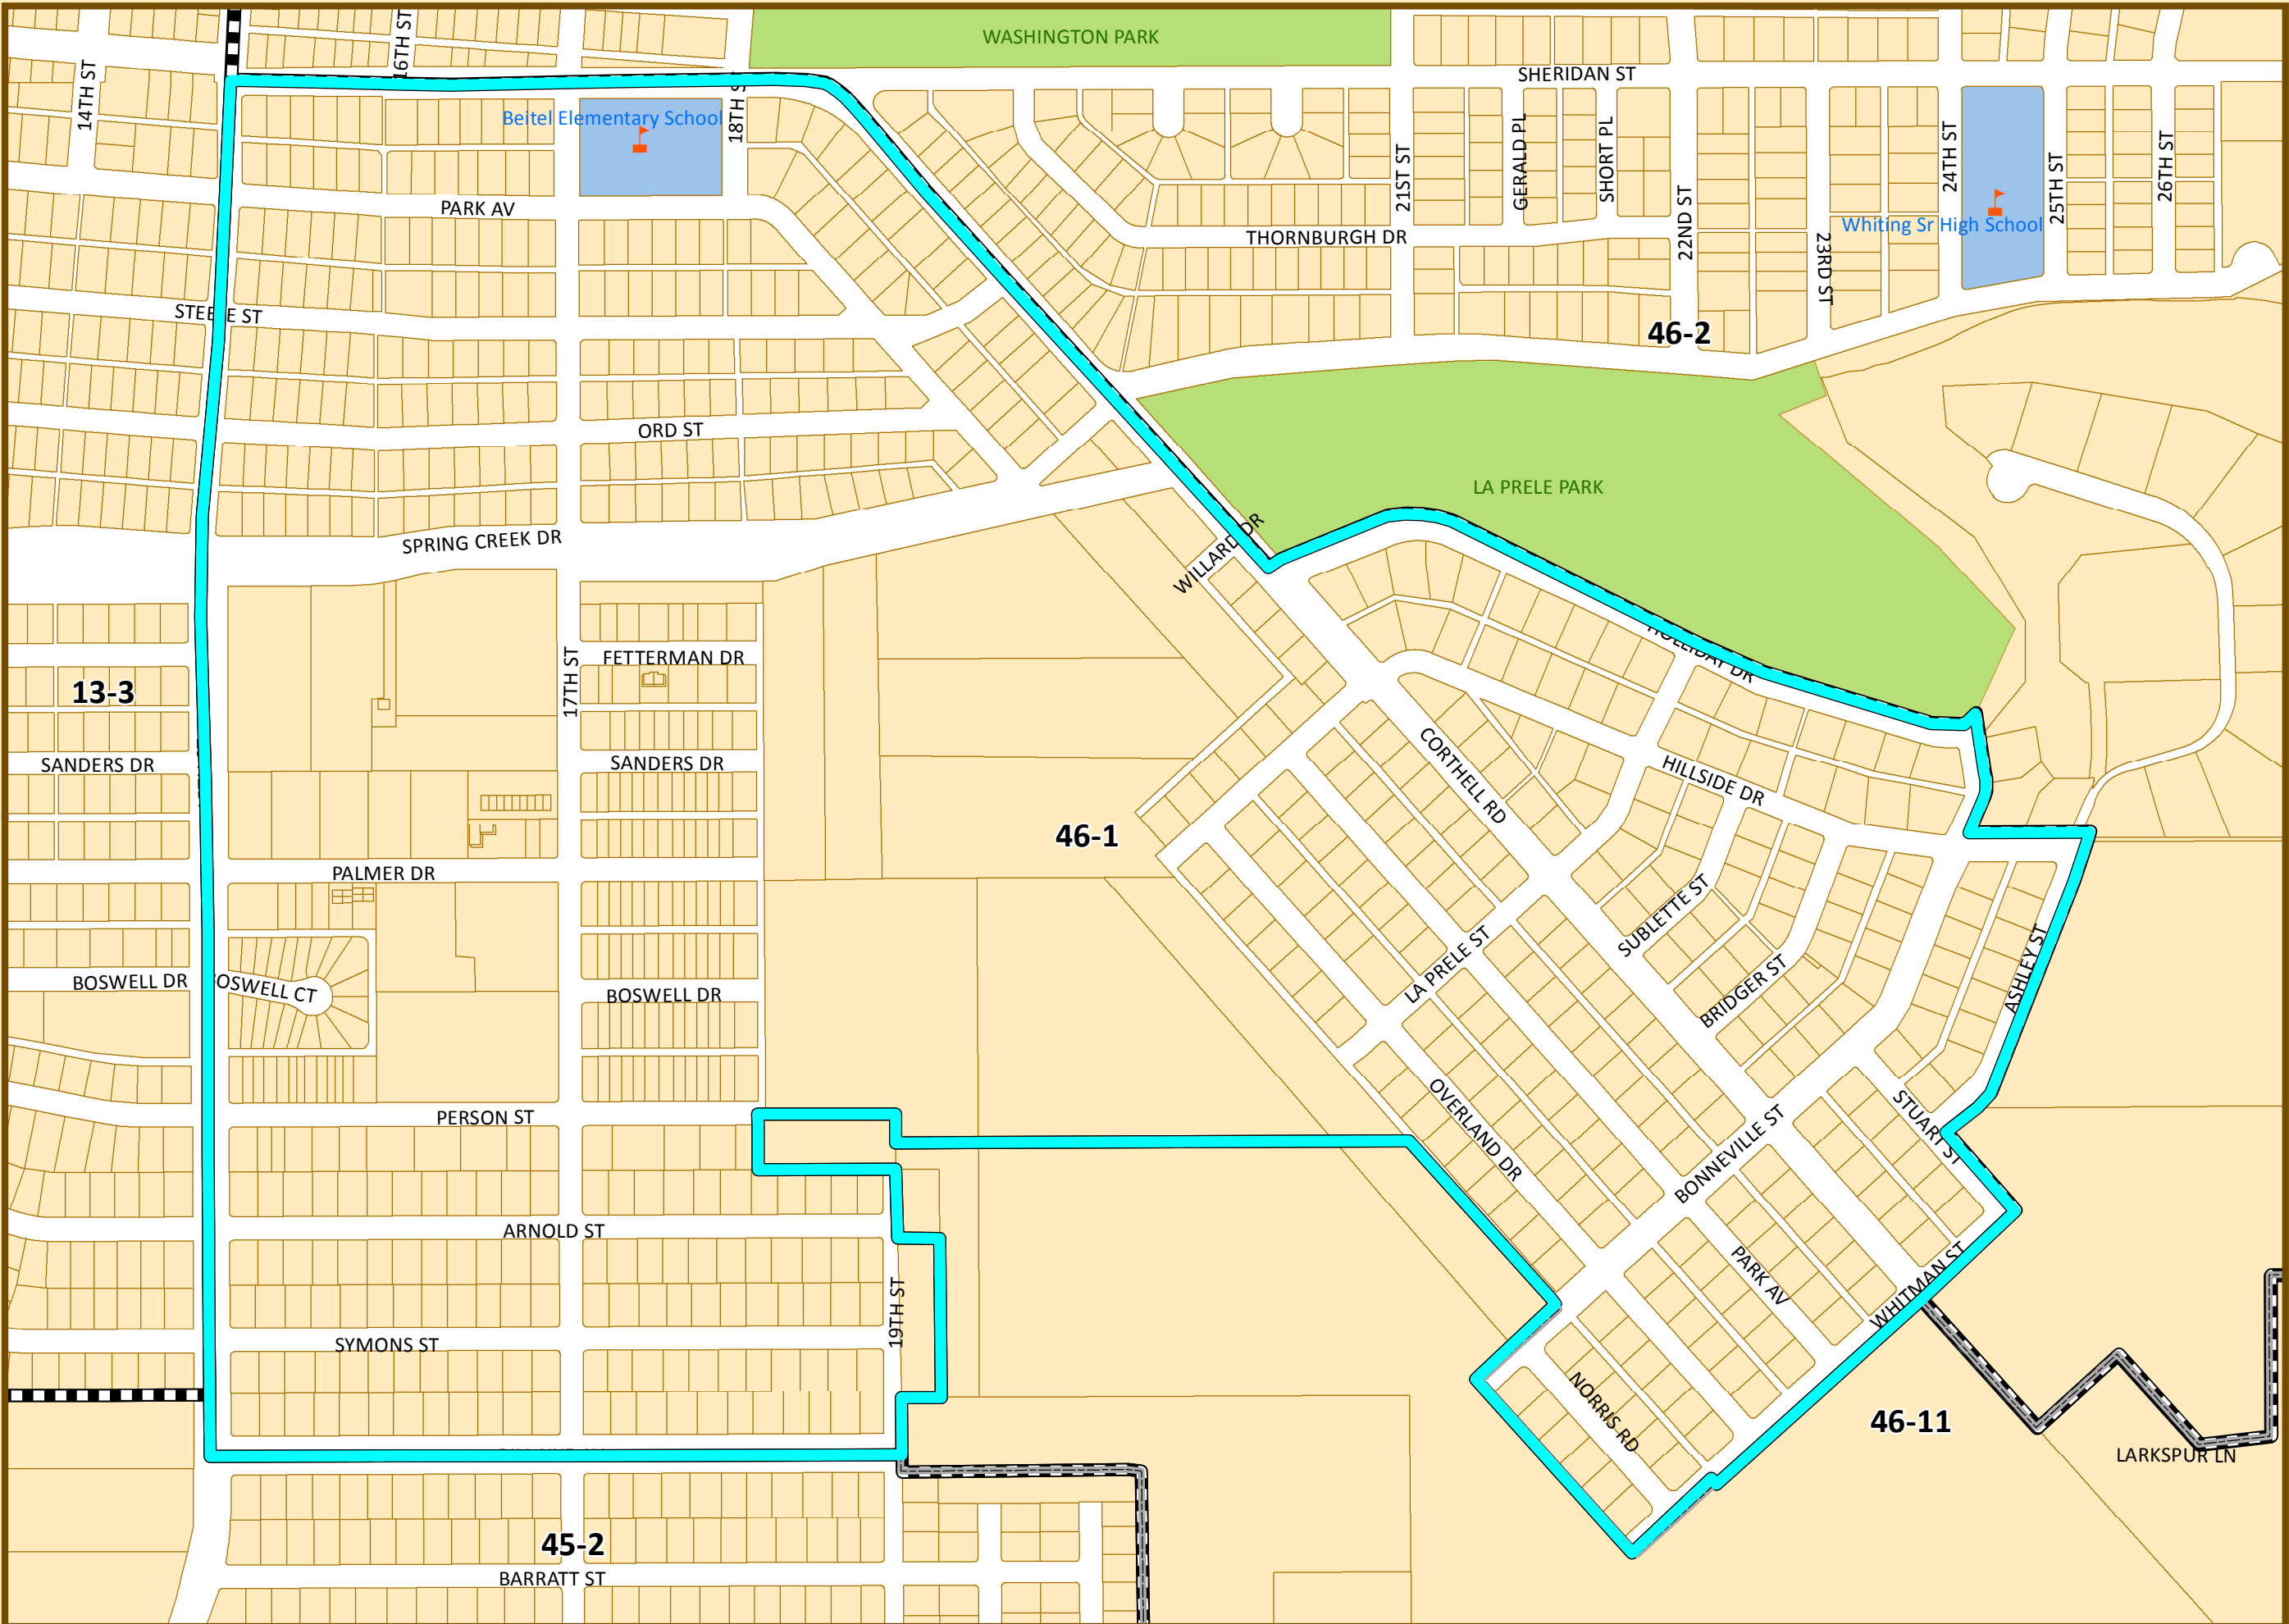 WASHINGTON PARK
16TH ST
14TH ST
SHERIDAN ST
Beitel Elementary School
18TH ST
GERALD PL
SHORT PL
24TH ST
21ST ST
25TH ST
26TH ST
PARK AV
22ND ST
Whiting Sr High School
THORNBURGH DR
23RD ST
STEELE ST
46-2
ORD ST
LA PRELE PARK
SPRING CREEK DR
WILLARD DR
17TH ST
FETTERMAN DR
HOLLIDAY DR
13-3
SANDERS DR
SANDERS DR
CORTHELL RD
HILLSIDE DR
46-1
PALMER DR
SUBLETTE ST
LA PRELE ST
ASHLEY ST
BOSWELL DR
BOSWELL CT
BOSWELL DR
BRIDGER ST
PERSON ST
OVERLAND DR
STUART ST
BONNEVILLE ST
ARNOLD ST
PARK AV
WHITMAN ST
19TH ST
SYMONS ST
NORRIS RD
46-11
LARKSPUR LN
45-2
BARRATT ST